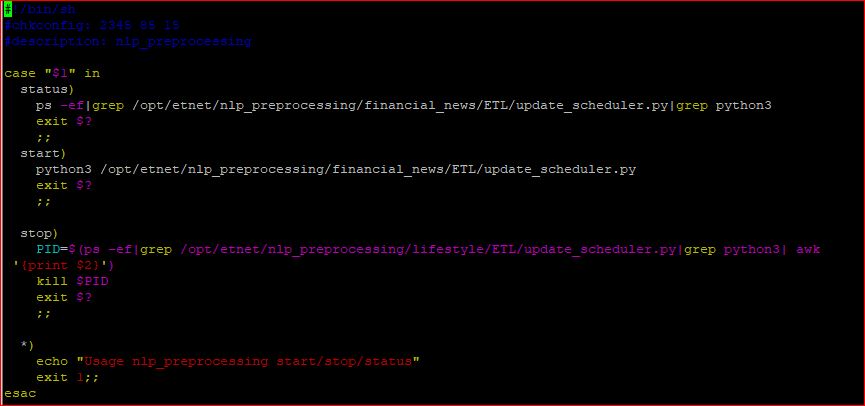 #!/bin/sh
#chkconfig: 2345 86 15
#description: nlp_preprocessing
case "$1" in
status)
ps -ef|grep /opt/etnet/nlp_preprocessing/financial_news/ETL/update_scheduler.py|grep python3
exit $?
;;
start)
python3 /opt/etnet/nlp_preprocessing/financial_news/ETL/update_scheduler.py
exit $?
;;
stop)
PID=$(ps -ef|grep /opt/etnet/nlp_preprocessing/lifestyle/ETL/update_scheduler.py|grep python3| awk
'{print $2}')
kill $PID
exit $?
;;
*)
echo "Usage nlp_preprocessing start/stop/status"
exit 1;;
esac